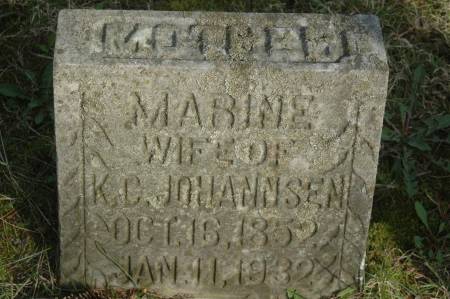 MOTHER
MARINE
WIFE OF
K.C. JOHANNSEN
OCT. 16, 1852.
JAN. 11, 1932.